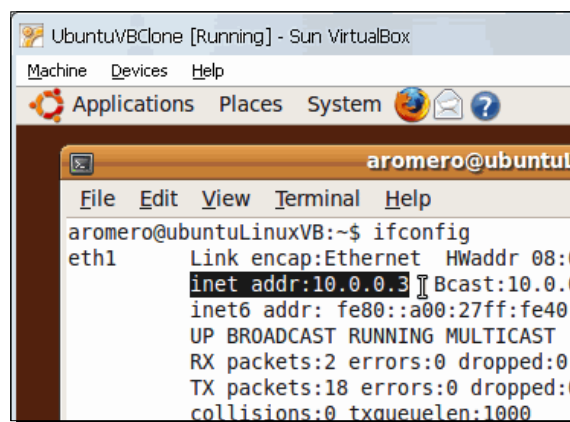 UbuntuVBClone [Running] - Sun VirtualBox
Machine Devices Help
Applications Places System
aromero@ubuntuL
File Edit View Terminal Help
aromero@ubuntuLinuxVB:~$ ifconfig
eth1 Link encap:Ethernet HWaddr 08:
inet addr:10.0.0.3 Bcast:10.0.
inet6 addr: fe80::a00:27ff:fe40
UP BROADCAST RUNNING MULTICAST
RX packets:2 errors:0 dropped:0
TX packets:18 errors:0 dropped:
collisions:0 txqueuelen:1000